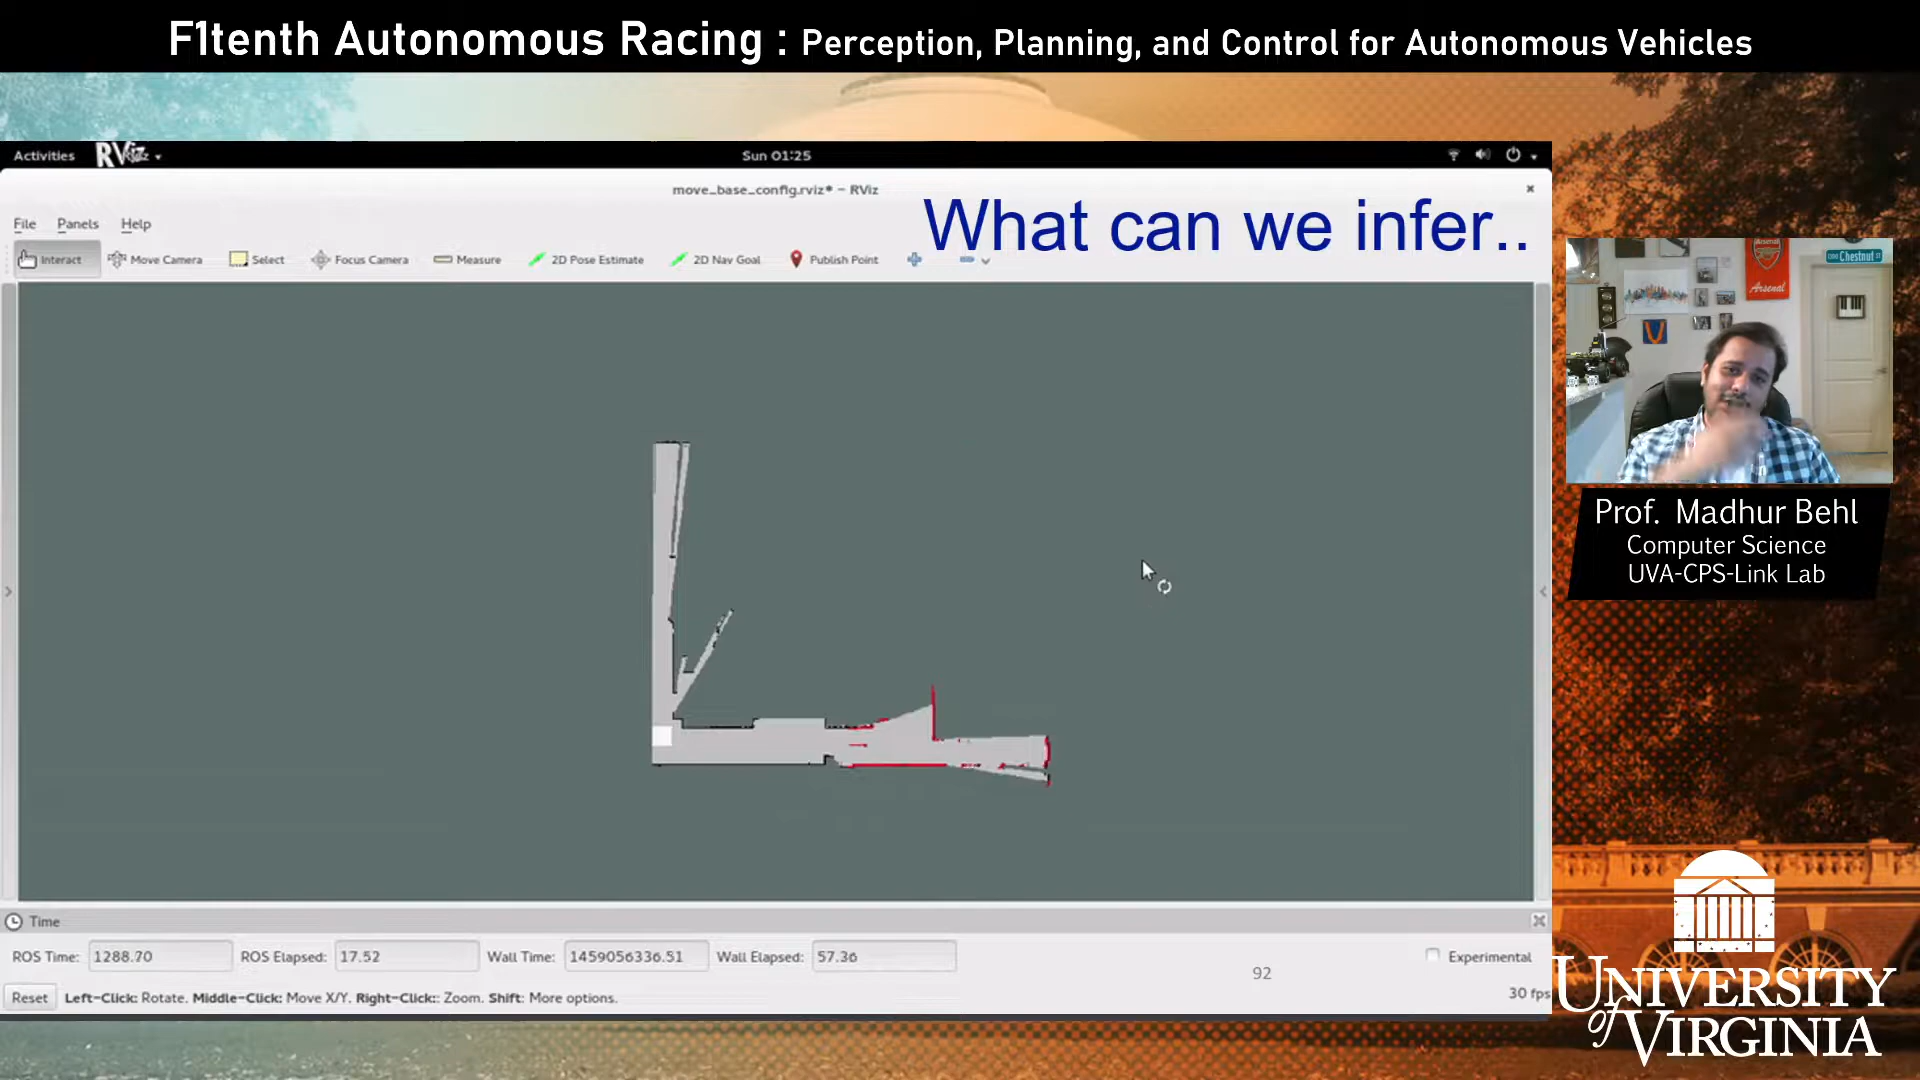 F1tenth Autonomous Racing : Perception, Planning, and Control for Autonomous Vehicles
Activities RViz Sun 01:25
move_base_config.rviz* – RViz
What can we infer..
File Panels Help
Interact Move Camera Select Focus Camera Measure 2D Pose Estimate 2D Nav Goal Publish Point
Arsenal
Chestnut
Arsenal
Prof. Madhur Behl
Computer Science
UVA-CPS-Link Lab
Time
ROS Time: 1288.70 ROS Elapsed: 17.52 Wall Time: 1459056336.51 Wall Elapsed: 57.36 Experimental
92
Reset Left-Click: Rotate. Middle-Click: Move X/Y. Right-Click:: Zoom. Shift: More options.
30 fps
UNIVERSITY
of VIRGINIA